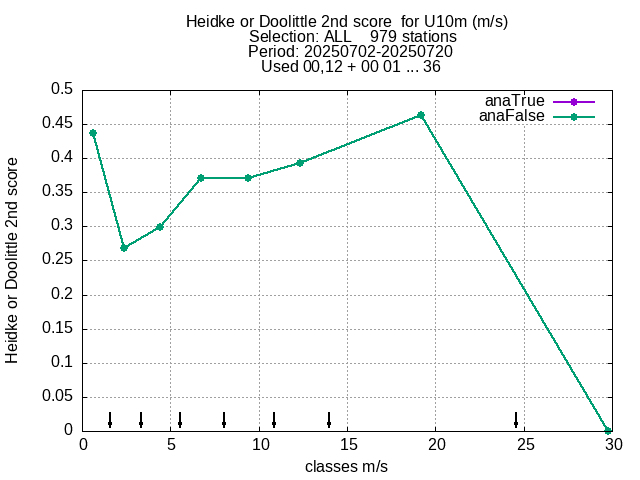 Heidke or Doolittle 2nd score  for U10m (m/s)
Selection: ALL    979 stations
Period: 20250702-20250720
Used 00,12 + 00 01 ... 36
anaTrue
anaFalse
Heidke or Doolittle 2nd score
0.5
0.45
0.4
0.35
0.3
0.25
0.2
0.15
0.1
0.05
0
0 5 10 15 20 25 30
classes m/s